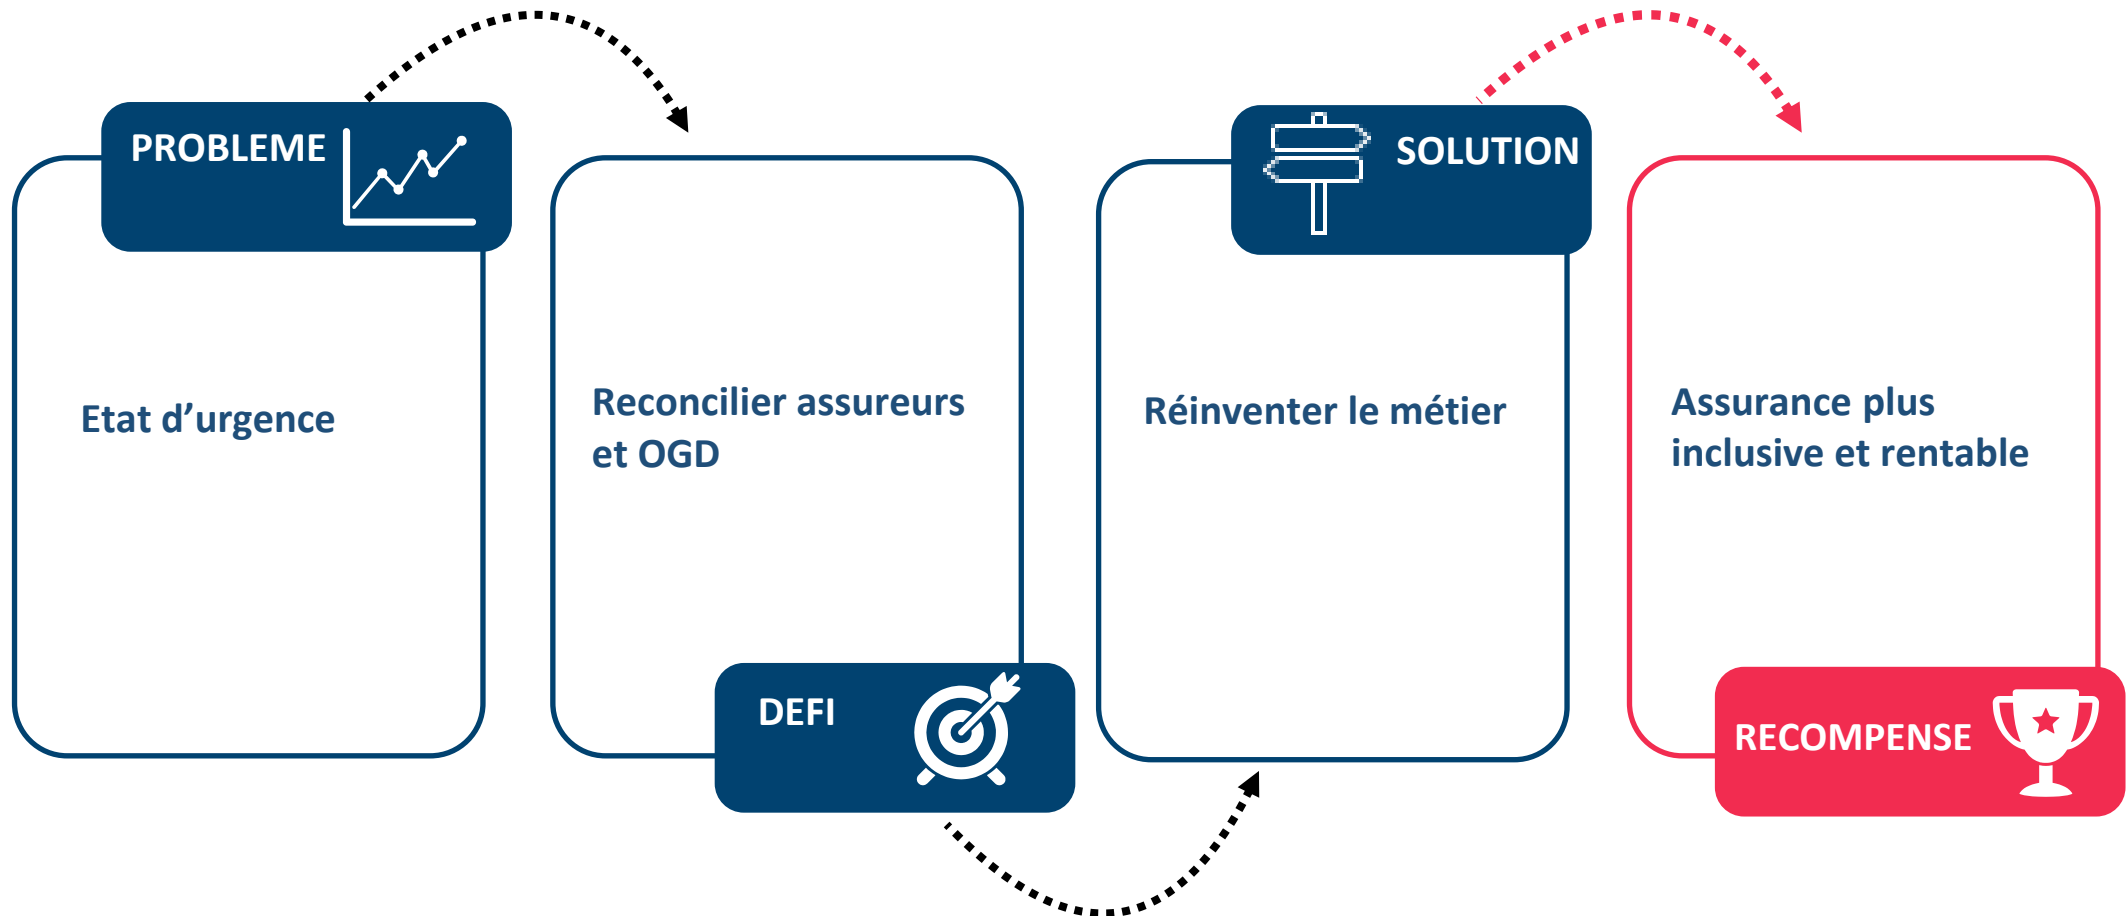 PROBLEME
Etat d’urgence
Reconcilier assureurs
et OGD
DEFI
SOLUTION
Réinventer le métier
Assurance plus
inclusive et rentable
RECOMPENSE